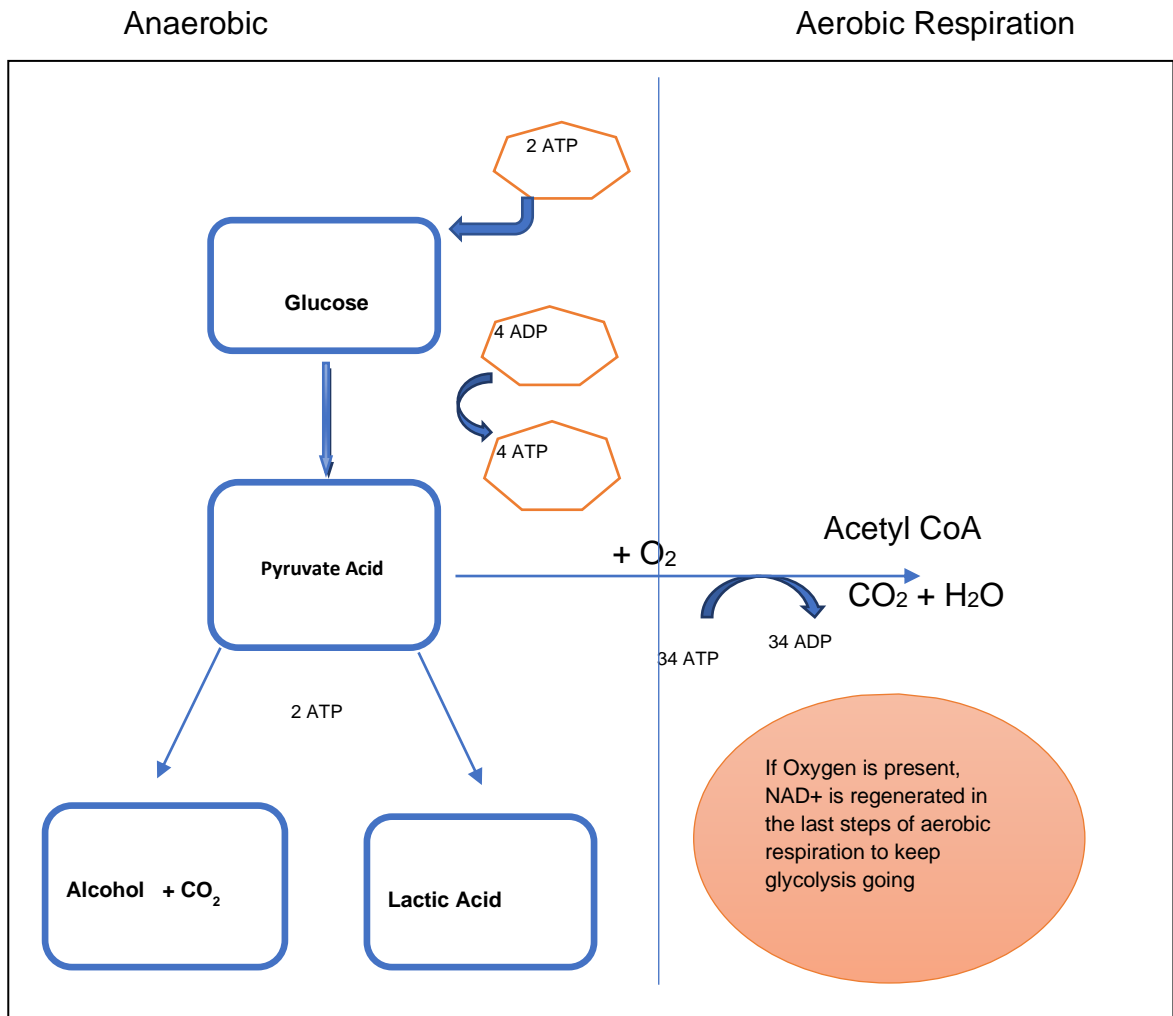 Anaerobic
Aerobic Respiration
2 ATP
Glucose
4 ADP
4 ATP
Pyruvate Acid
+ O₂
Acetyl CoA
CO₂ + H₂O
34 ATP
34 ADP
2 ATP
Alcohol + CO₂
Lactic Acid
If Oxygen is present,
NAD+ is regenerated in
the last steps of aerobic
respiration to keep
glycolysis going